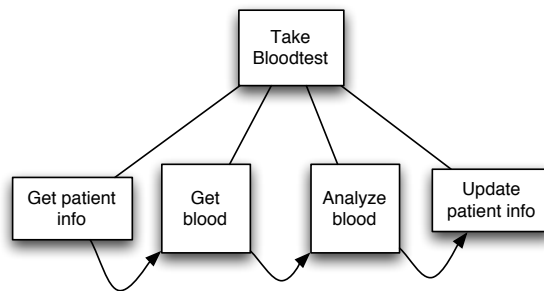 Take
Bloodtest
Get patient
info
Get
blood
Analyze
blood
Update
patient info